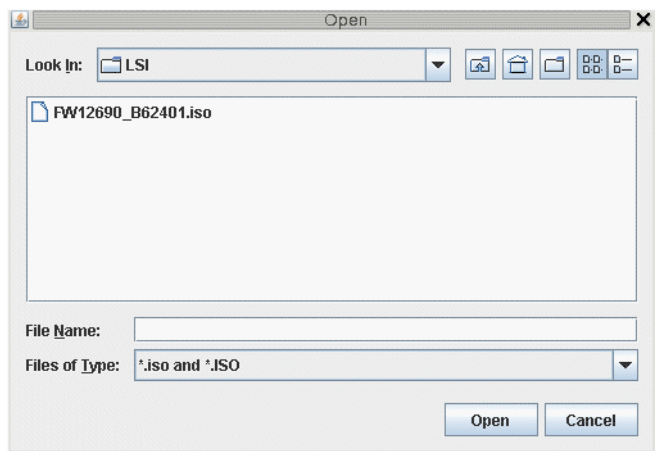 Open
Look In: LSI
FW12690_B62401.iso
File Name:
Files of Type: *.iso and *.ISO
Open Cancel